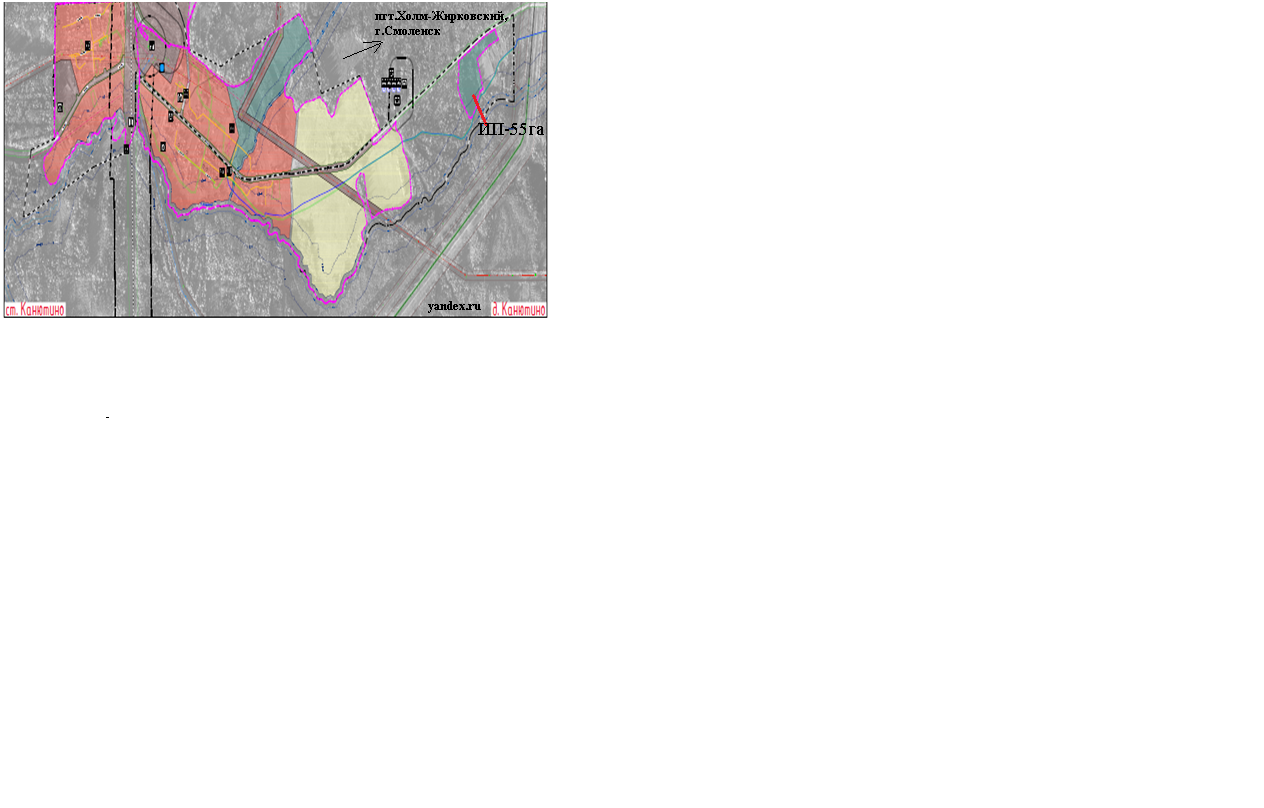 пгт.Холм-Жирковский,
г.Смоленск
ИП-55га
yandex.ru
ст. Канютино
д. Канютино